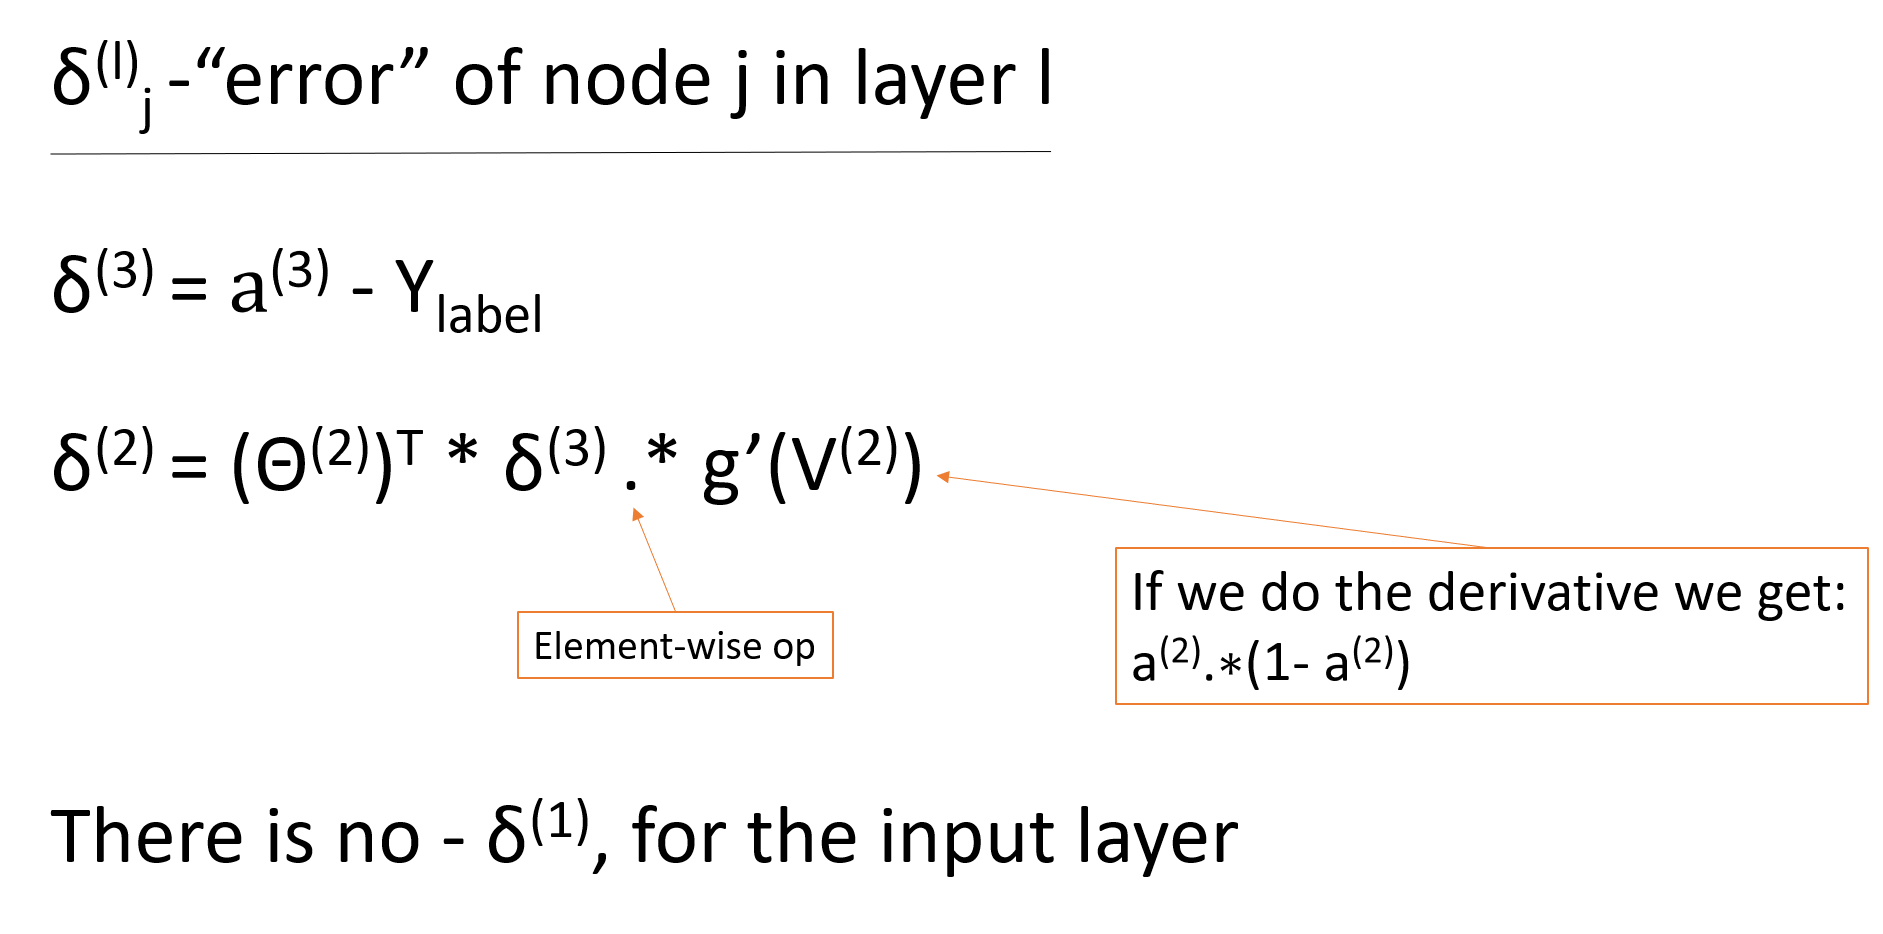 δ⁽ˡ⁾ⱼ -“error” of node j in layer l
δ⁽³⁾ = a⁽³⁾ - Y_label
δ⁽²⁾ = (Θ⁽²⁾)ᵀ * δ⁽³⁾ .* g’(V⁽²⁾)
If we do the derivative we get:
a⁽²⁾.*(1- a⁽²⁾)
Element-wise op
There is no - δ⁽¹⁾, for the input layer